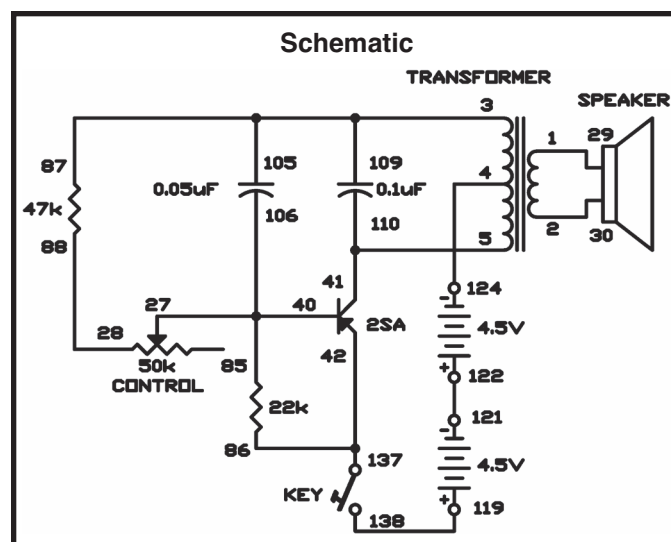 Schematic
TRANSFORMER
SPEAKER
3
87
105
109
4
1
29
47k
0.05uF
0.1uF
88
106
110
5
2
30
41
124
27
40
28
2SA
4.5V
50k
85
42
122
CONTROL
22k
121
86
137
4.5V
KEY
119
138